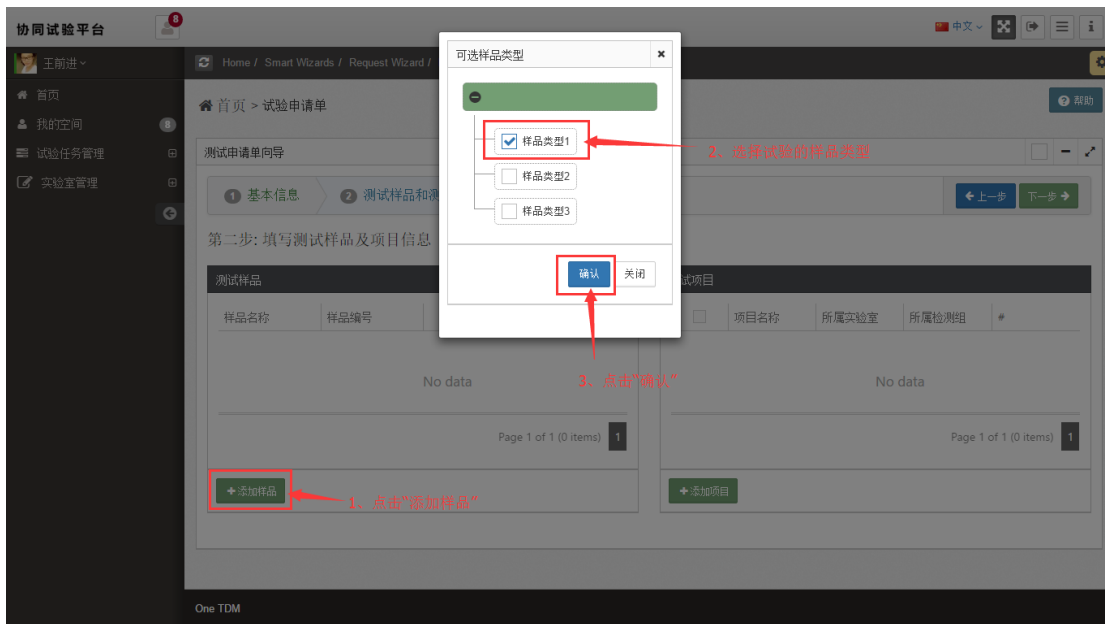 协同试验平台
8
中文
王前进
Home / Smart Wizards / Request Wizard /
首页
我的空间
8
试验任务管理
实验室管理
首页 > 试验申请单
帮助
测试申请单向导
1 基本信息
2 测试样品和测
上一步
下一步
第二步: 填写测试样品及项目信息
可选样品类型
样品类型1
样品类型2
样品类型3
确认
关闭
2、选择试验的样品类型
3、点击“确认”
测试样品
样品名称
样品编号
No data
Page 1 of 1 (0 items)
1
添加样品
1、点击“添加样品”
试项目
项目名称
所属实验室
所属检测组
#
No data
Page 1 of 1 (0 items)
1
添加项目
One TDM